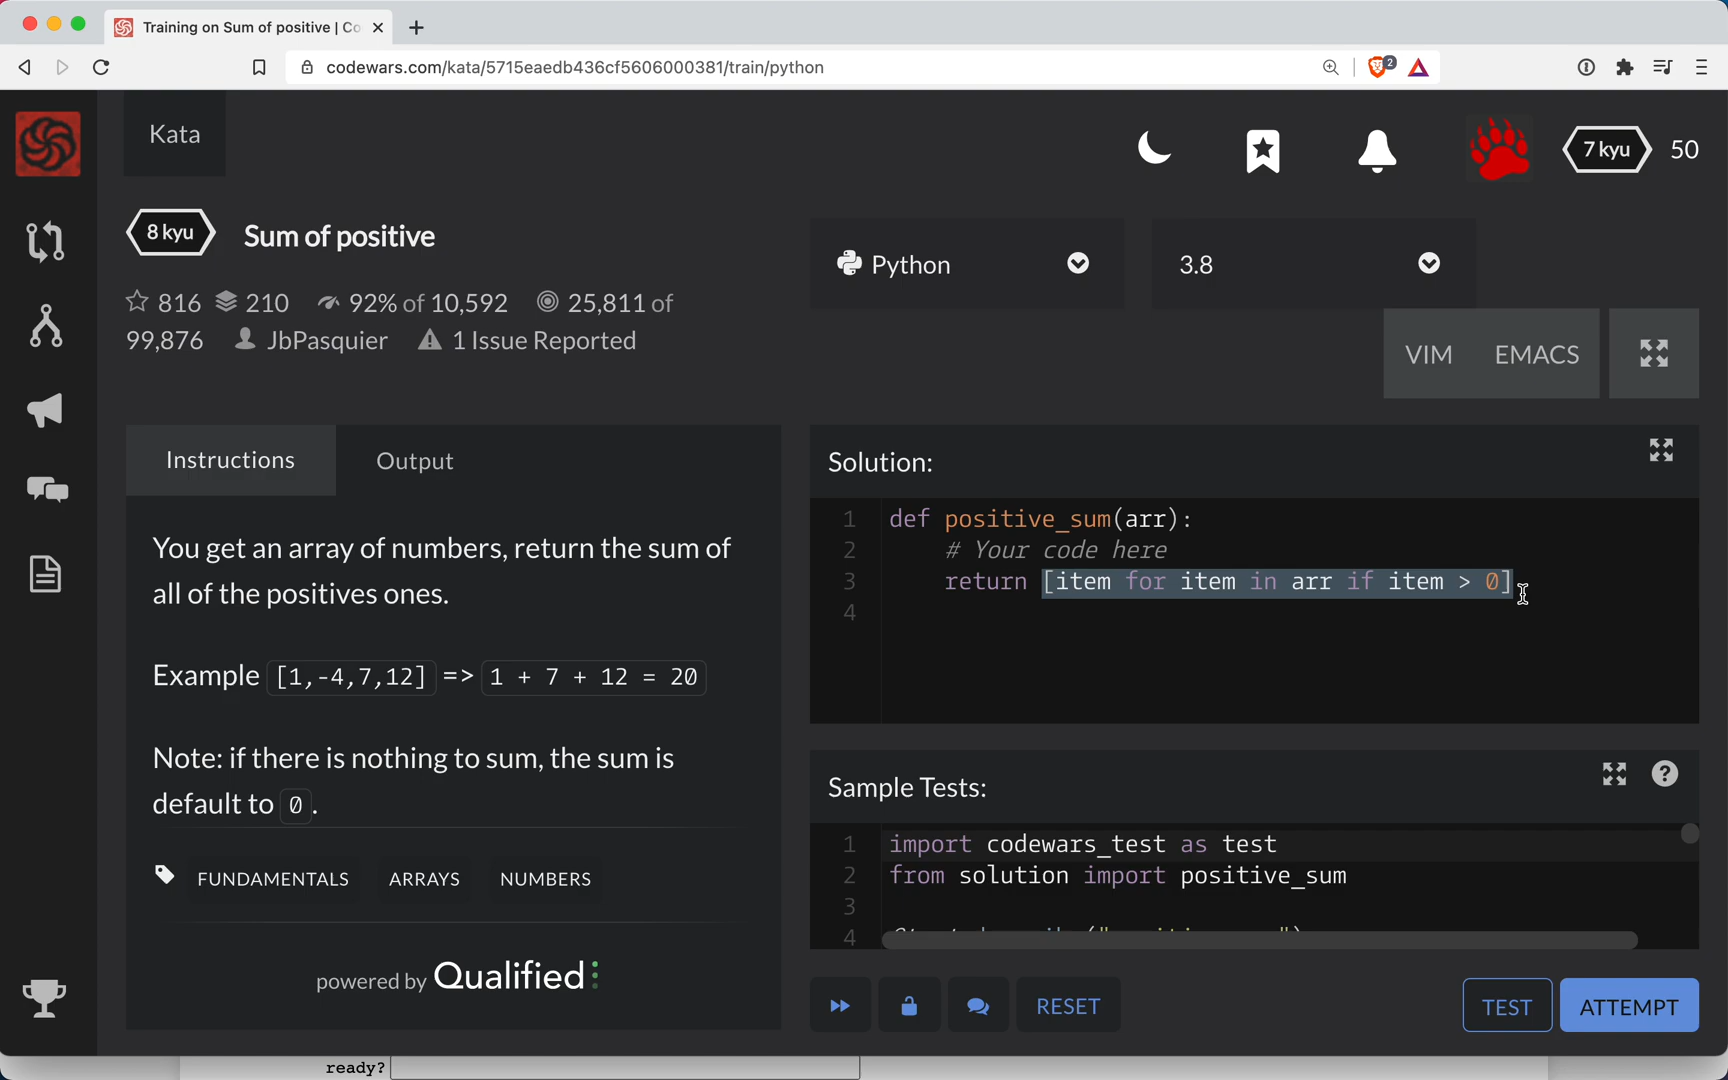 Training on Sum of positive | Co
codewars.com/kata/5715eaedb436cf5606000381/train/python
2
Kata
7 kyu 50
8 kyu Sum of positive
816 210 92% of 10,592 25,811 of
99,876 JbPasquier 1 Issue Reported
Python
3.8
VIM EMACS
Instructions Output
You get an array of numbers, return the sum of
all of the positives ones.
Example [1,-4,7,12] => 1 + 7 + 12 = 20
Note: if there is nothing to sum, the sum is
default to 0.
FUNDAMENTALS ARRAYS NUMBERS
powered by Qualified
Solution:
1 def positive_sum(arr):
2 # Your code here
3 return [item for item in arr if item > 0]
4
Sample Tests:
1 import codewars_test as test
2 from solution import positive_sum
3
4
RESET
TEST ATTEMPT
ready?